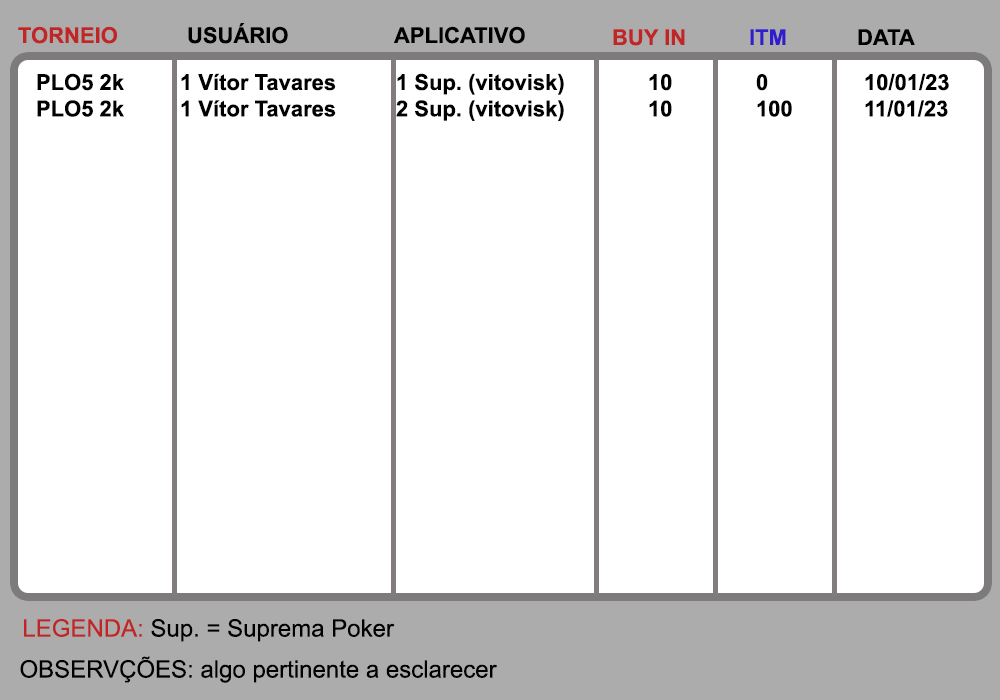 TORNEIO USUÁRIO APLICATIVO BUY IN ITM DATA
PLO5 2k 1 Vítor Tavares 1 Sup. (vitovisk) 10 0 10/01/23
PLO5 2k 1 Vítor Tavares 2 Sup. (vitovisk) 10 100 11/01/23
LEGENDA: Sup. = Suprema Poker
OBSERVÇÕES: algo pertinente a esclarecer